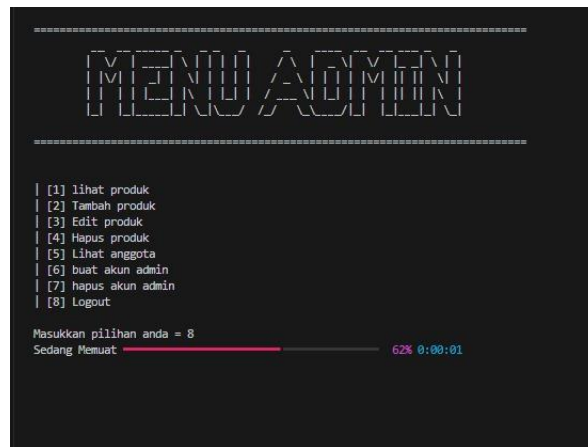 MENU ADMIN
| [1] lihat produk
| [2] Tambah produk
| [3] Edit produk
| [4] Hapus produk
| [5] Lihat anggota
| [6] buat akun admin
| [7] hapus akun admin
| [8] Logout
Masukkan pilihan anda = 8
Sedang Memuat 62% 0:00:01